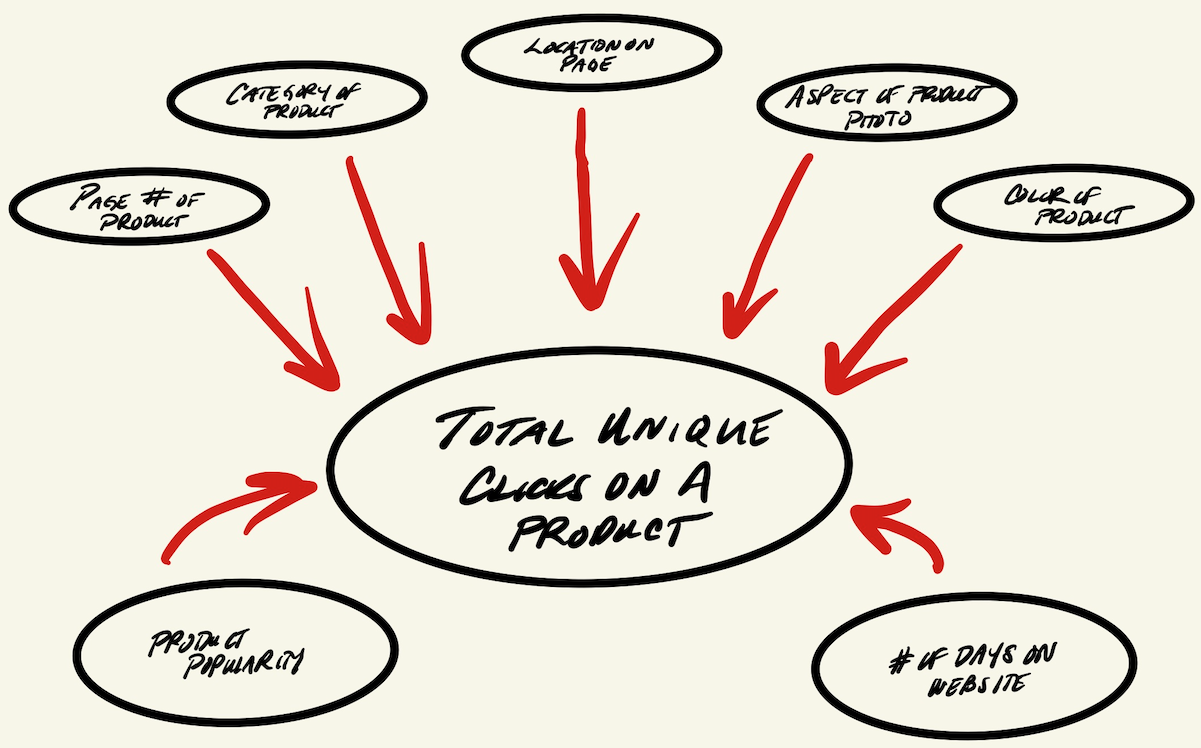 LOCATION ON
PAGE
CATEGORY OF
PRODUCT
ASPECT OF PRODUCT
PHOTO
PAGE # OF
PRODUCT
COLOR OF
PRODUCT
TOTAL UNIQUE
CLICKS ON A
PRODUCT
PRODUCT
POPULARITY
# OF DAYS ON
WEBSITE